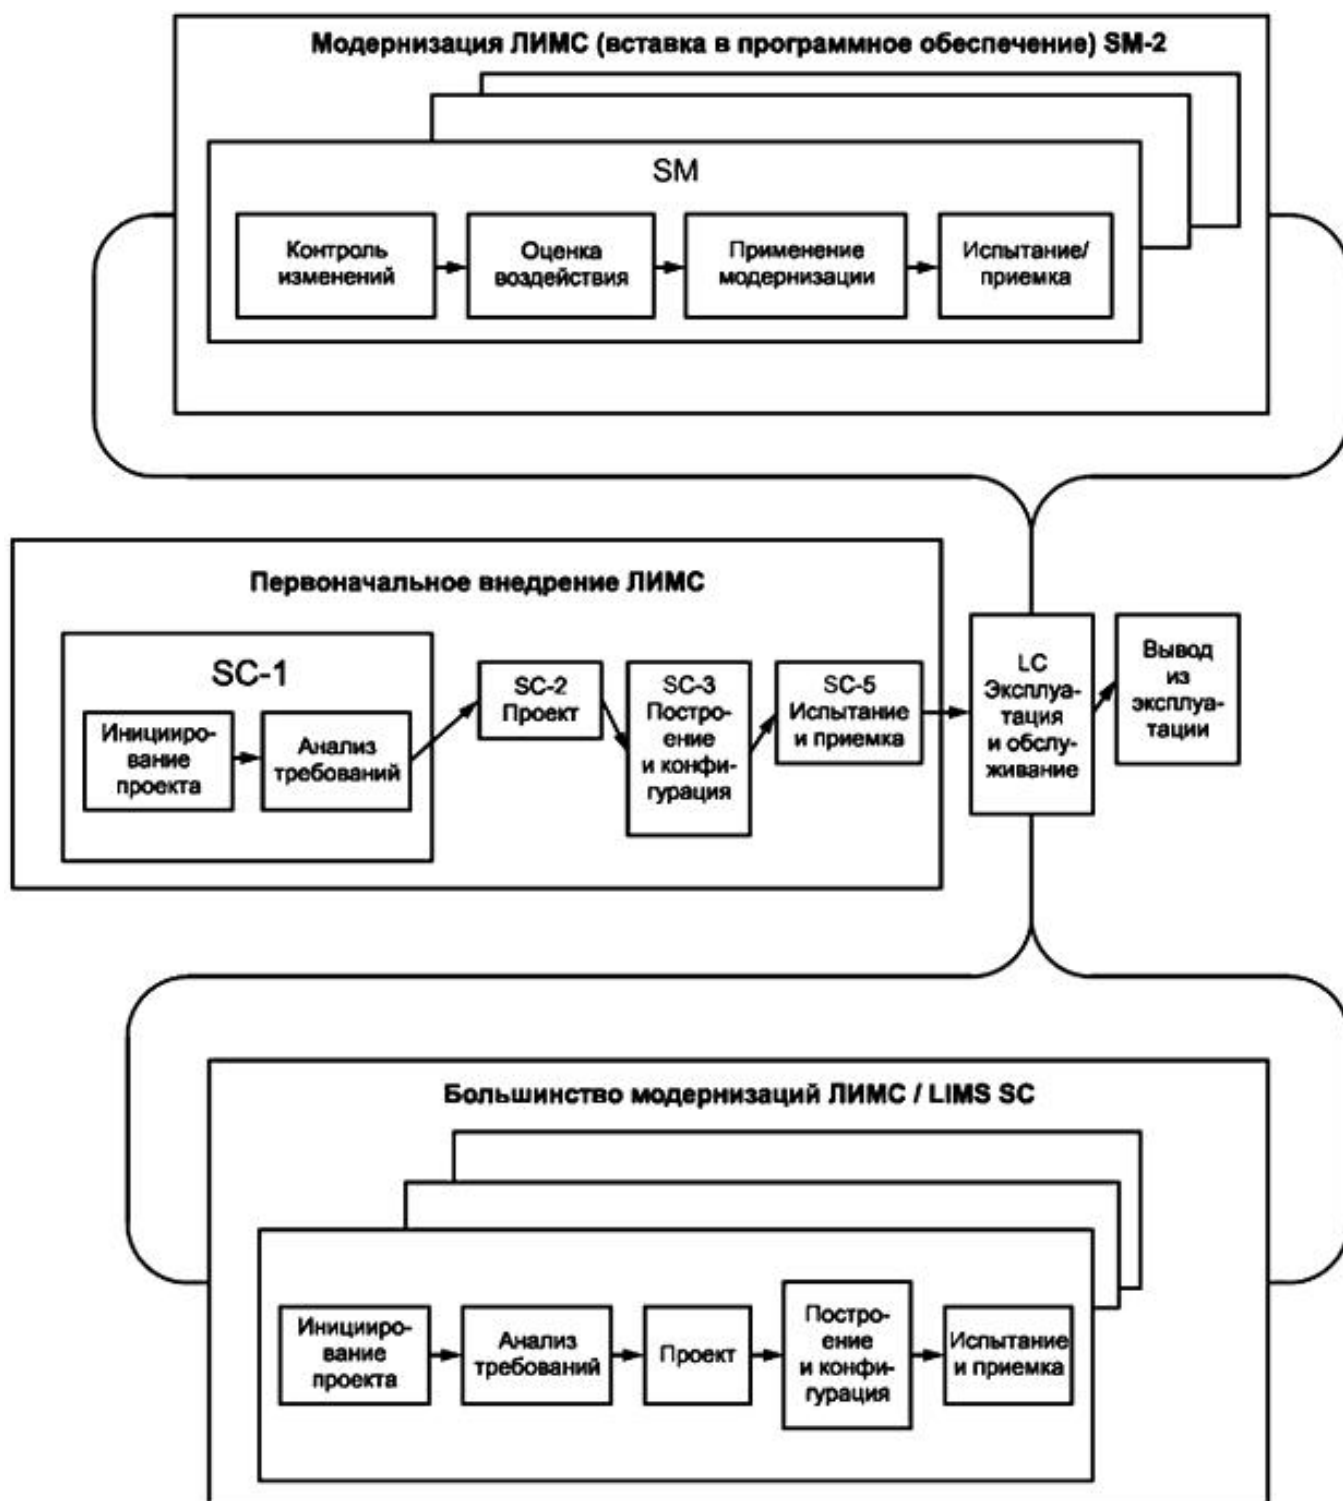 Модернизация ЛИМС (вставка в программное обеспечение) SM-2
SM
Контроль
изменений
Оценка
воздействия
Применение
модернизации
Испытание/
приемка
Первоначальное внедрение ЛИМС
SC-1
Иницииро-
вание
проекта
Анализ
требований
SC-2
Проект
SC-3
Построе-
ние
и конфи-
гурация
SC-5
Испытание
и приемка
LC
Эксплуа-
тация
и обслу-
живание
Вывод
из
эксплуа-
тации
Большинство модернизаций ЛИМС / LIMS SC
Иницииро-
вание
проекта
Анализ
требований
Проект
Постро-
ение
и конфи-
гурация
Испытание
и приемка